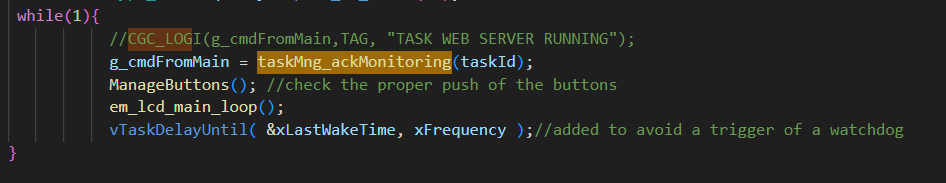 while(1){
//CGC_LOGI(g_cmdFromMain,TAG, "TASK WEB SERVER RUNNING");
g_cmdFromMain = taskMng_ackMonitoring(taskId);
ManageButtons(); //check the proper push of the buttons
em_lcd_main_loop();
vTaskDelayUntil( &xLastWakeTime, xFrequency );//added to avoid a trigger of a watchdog
}